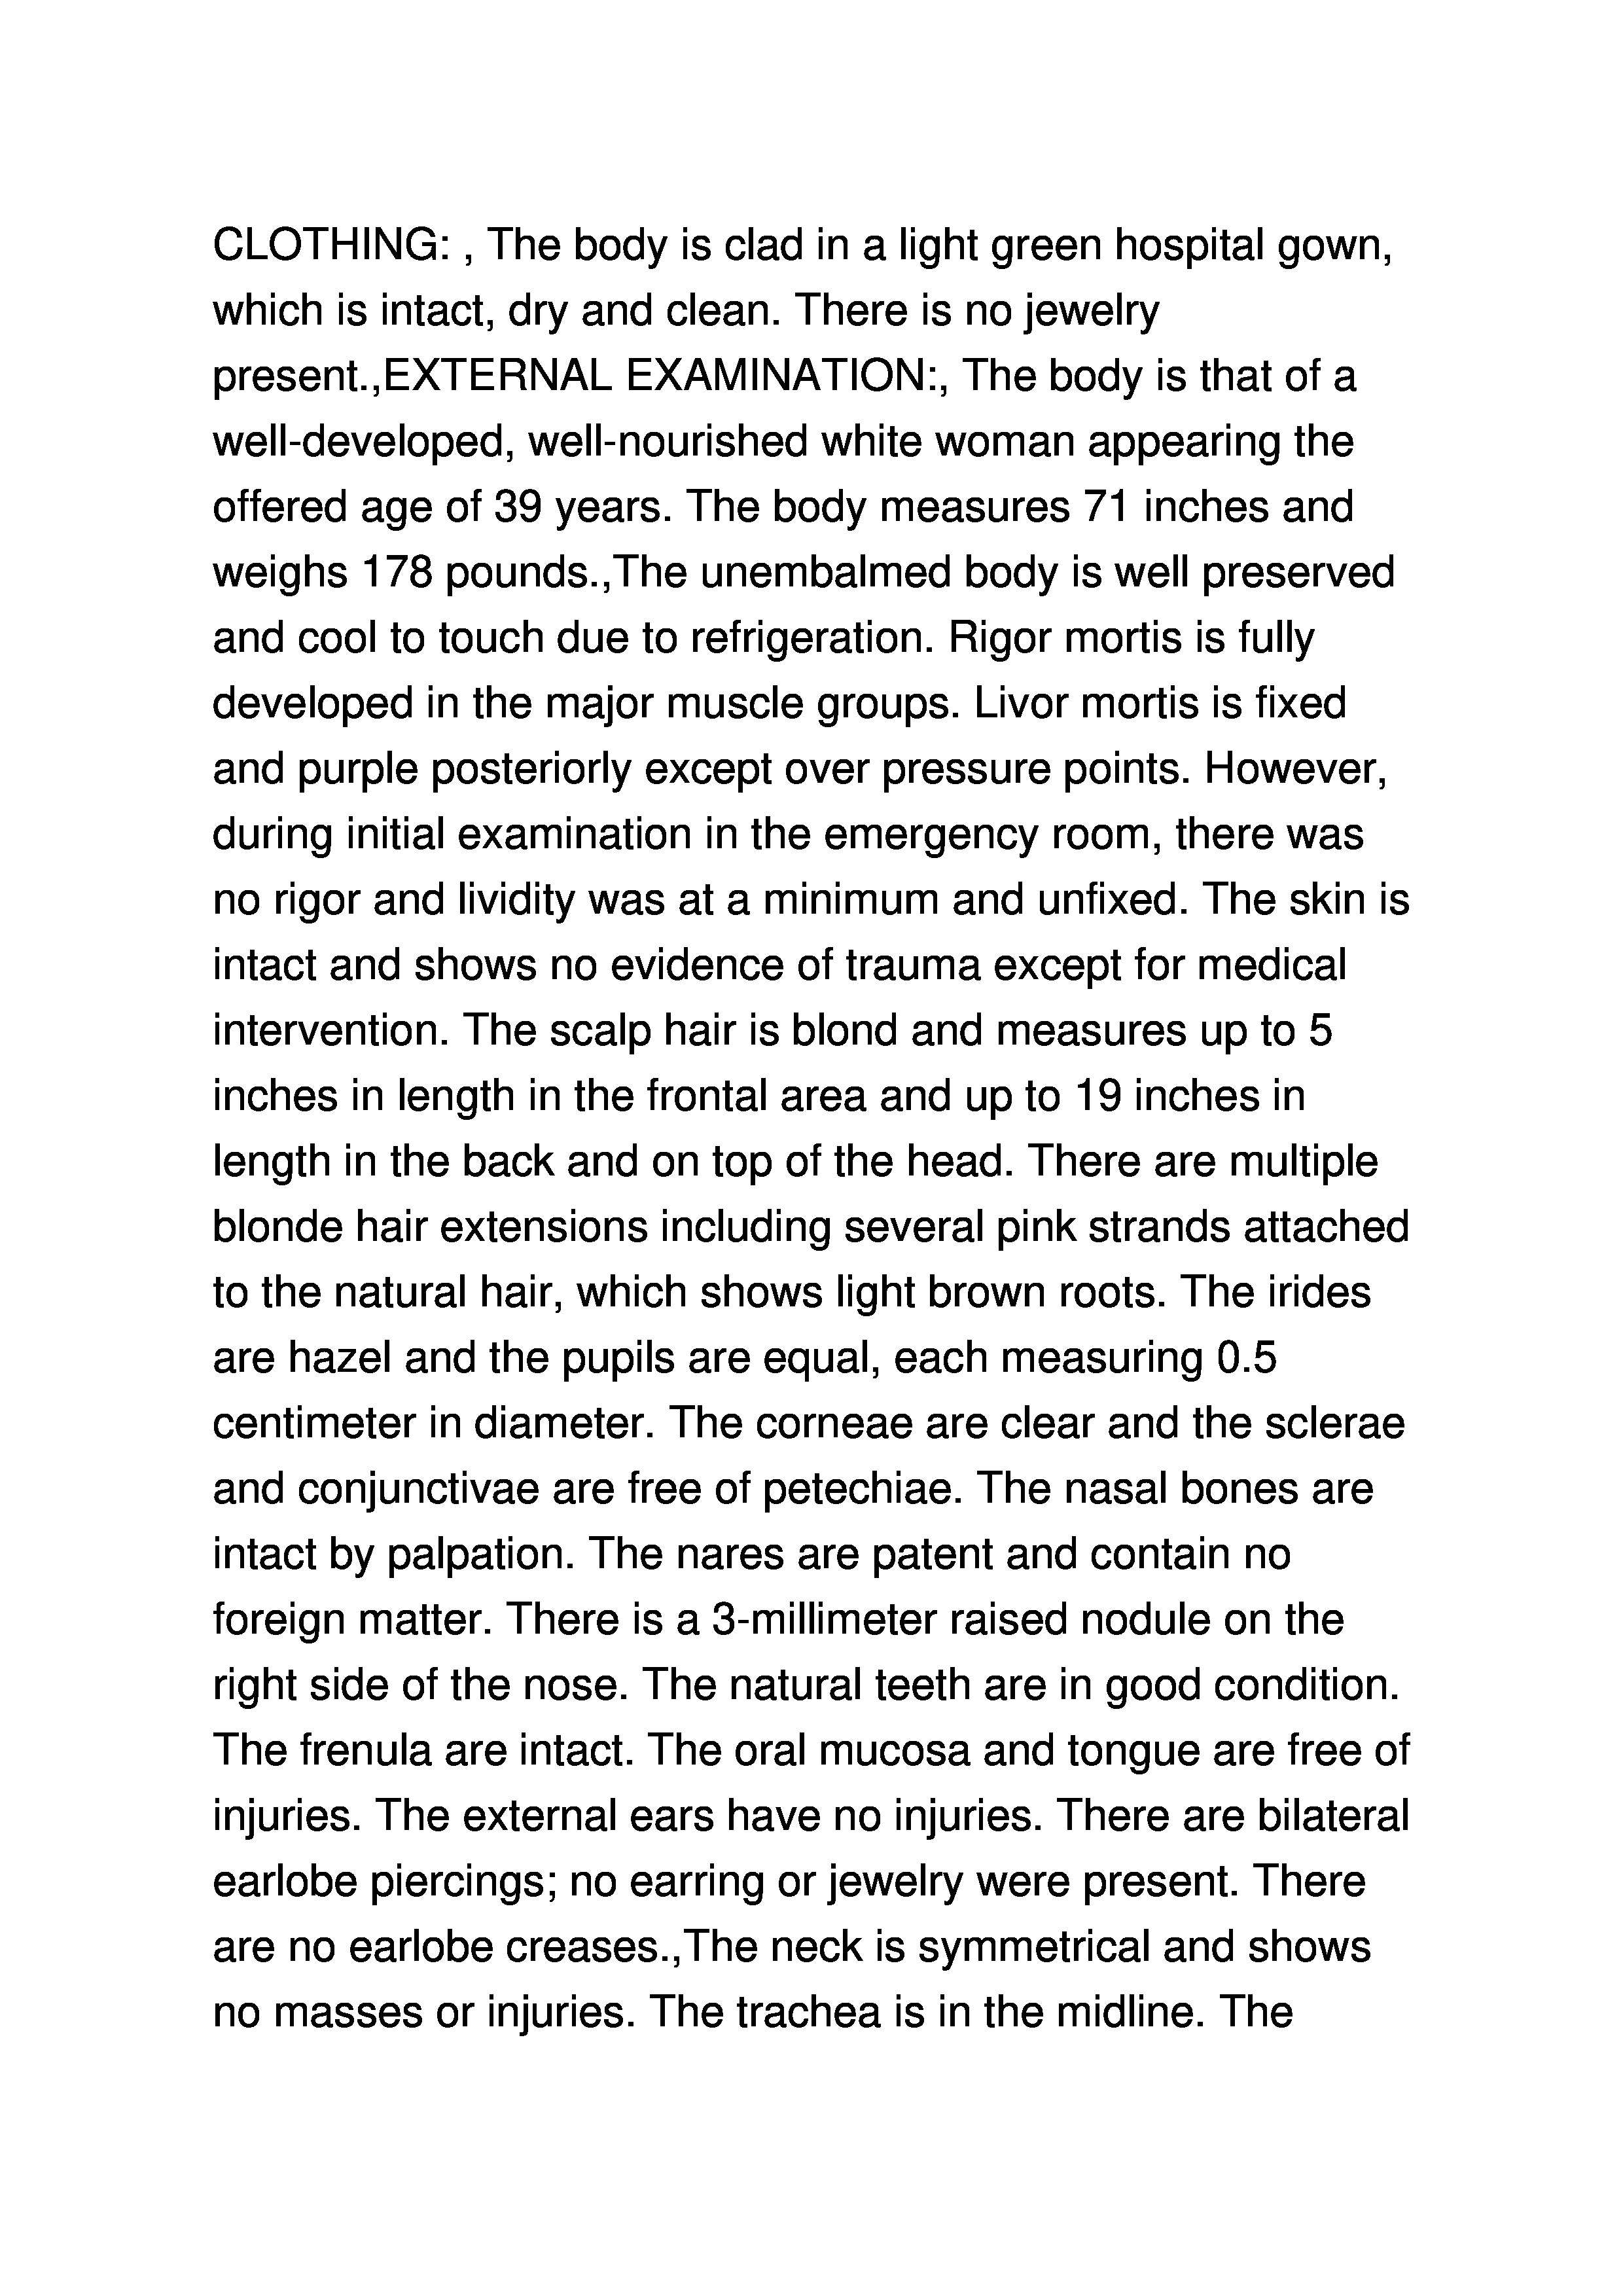 CLOTHING: , The body is clad in a light green hospital gown,
which is intact, dry and clean. There is no jewelry
present.,EXTERNAL EXAMINATION:, The body is that of a
well-developed, well-nourished white woman appearing the
offered age of 39 years. The body measures 71 inches and
weighs 178 pounds.,The unembalmed body is well preserved
and cool to touch due to refrigeration. Rigor mortis is fully
developed in the major muscle groups. Livor mortis is fixed
and purple posteriorly except over pressure points. However,
during initial examination in the emergency room, there was
no rigor and lividity was at a minimum and unfixed. The skin is
intact and shows no evidence of trauma except for medical
intervention. The scalp hair is blond and measures up to 5
inches in length in the frontal area and up to 19 inches in
length in the back and on top of the head. There are multiple
blonde hair extensions including several pink strands attached
to the natural hair, which shows light brown roots. The irides
are hazel and the pupils are equal, each measuring 0.5
centimeter in diameter. The corneae are clear and the sclerae
and conjunctivae are free of petechiae. The nasal bones are
intact by palpation. The nares are patent and contain no
foreign matter. There is a 3-millimeter raised nodule on the
right side of the nose. The natural teeth are in good condition.
The frenula are intact. The oral mucosa and tongue are free of
injuries. The external ears have no injuries. There are bilateral
earlobe piercings; no earring or jewelry were present. There
are no earlobe creases.,The neck is symmetrical and shows
no masses or injuries. The trachea is in the midline. The